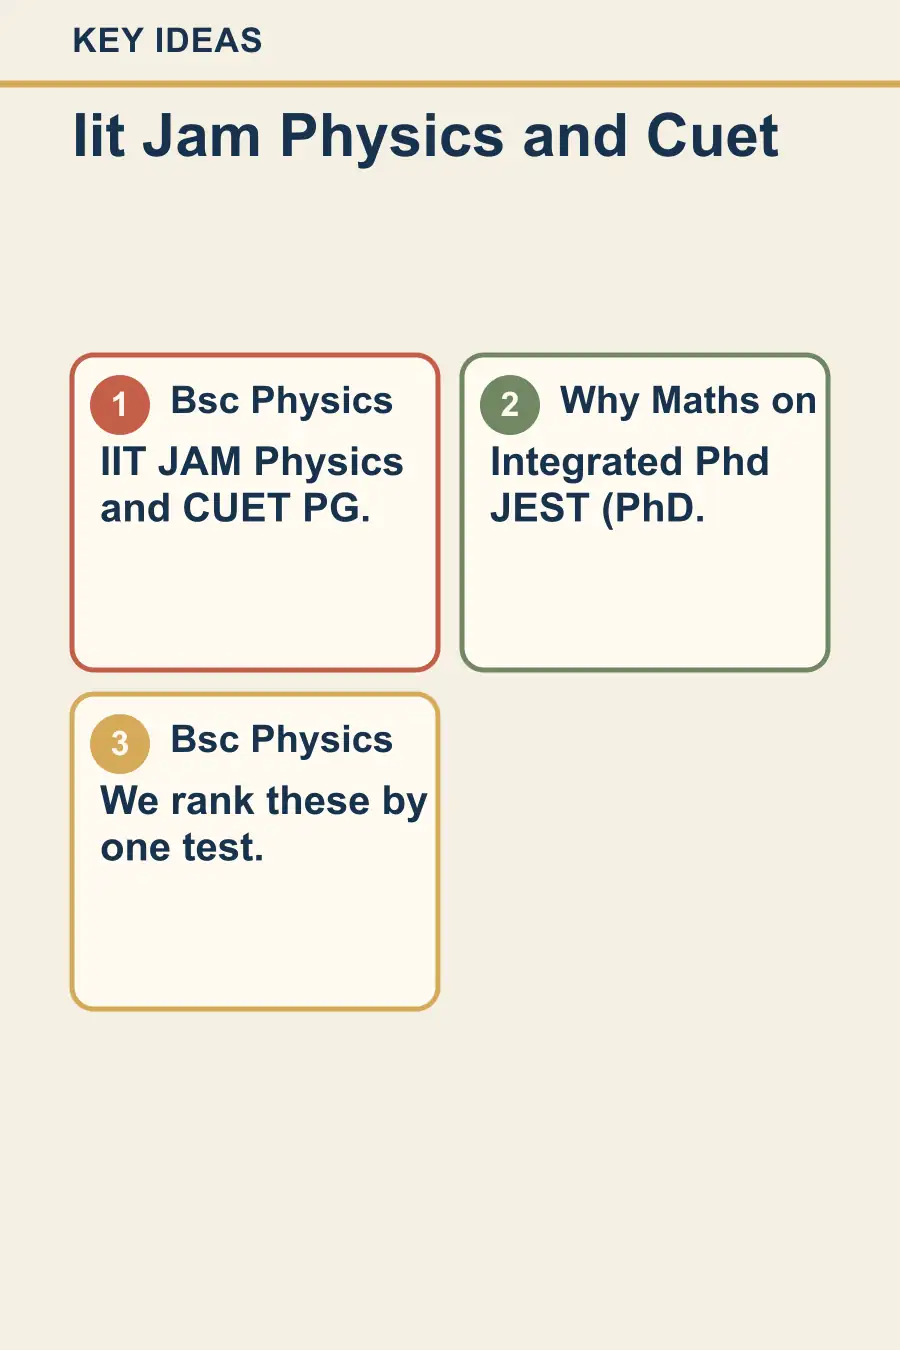 KEY IDEAS
Iit Jam Physics and Cuet
1 Bsc Physics
IIT JAM Physics
and CUET PG.
2 Why Maths on
Integrated Phd
JEST (PhD.
3 Bsc Physics
We rank these by
one test.